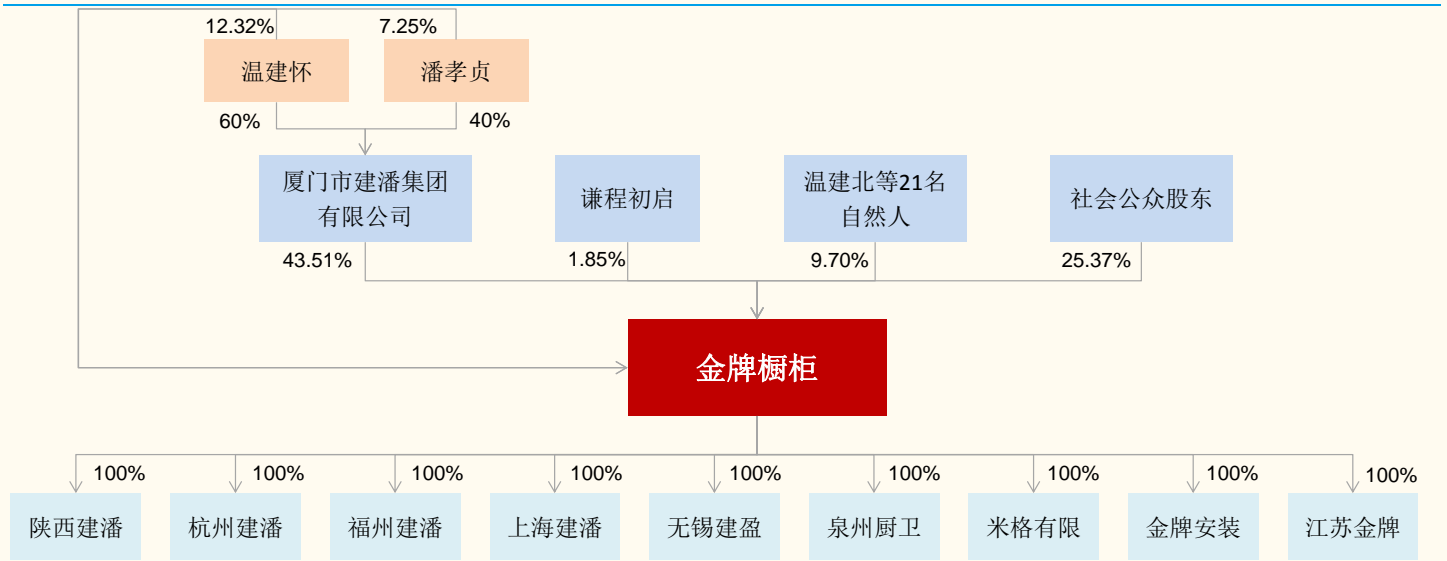 12.32%
7.25%
温建怀
潘孝贞
60%
40%
厦门市建潘集团
有限公司
谦程初启
温建北等21名
自然人
社会公众股东
43.51%
1.85%
9.70%
25.37%
金牌橱柜
100%
100%
100%
100%
100%
100%
100%
100%
100%
陕西建潘
杭州建潘
福州建潘
上海建潘
无锡建盈
泉州厨卫
米格有限
金牌安装
江苏金牌